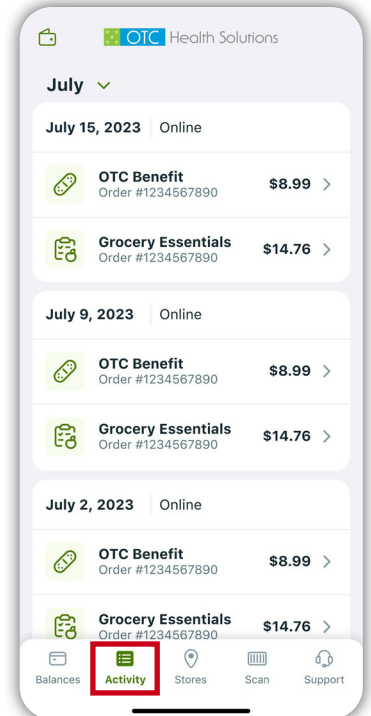 OTC Health Solutions
July
July 15, 2023 Online
OTC Benefit $8.99
Order #1234567890
Grocery Essentials $14.76
Order #1234567890
July 9, 2023 Online
OTC Benefit $8.99
Order #1234567890
Grocery Essentials $14.76
Order #1234567890
July 2, 2023 Online
OTC Benefit $8.99
Order #1234567890
Grocery Essentials $14.76
Order #1234567890
Balances Activity Stores Scan Support